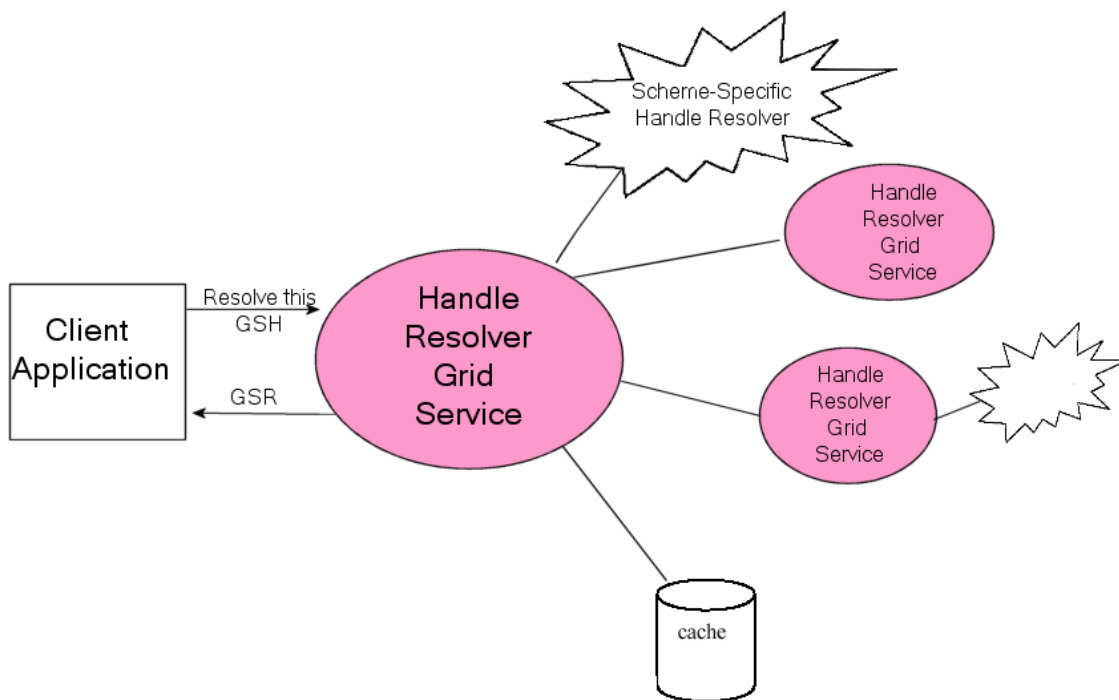 Scheme-Specific
Handle Resolver
Handle
Resolver
Grid
Service
Client
Application
Resolve this
GSH
GSR
Handle
Resolver
Grid
Service
Handle
Resolver
Grid
Service
cache